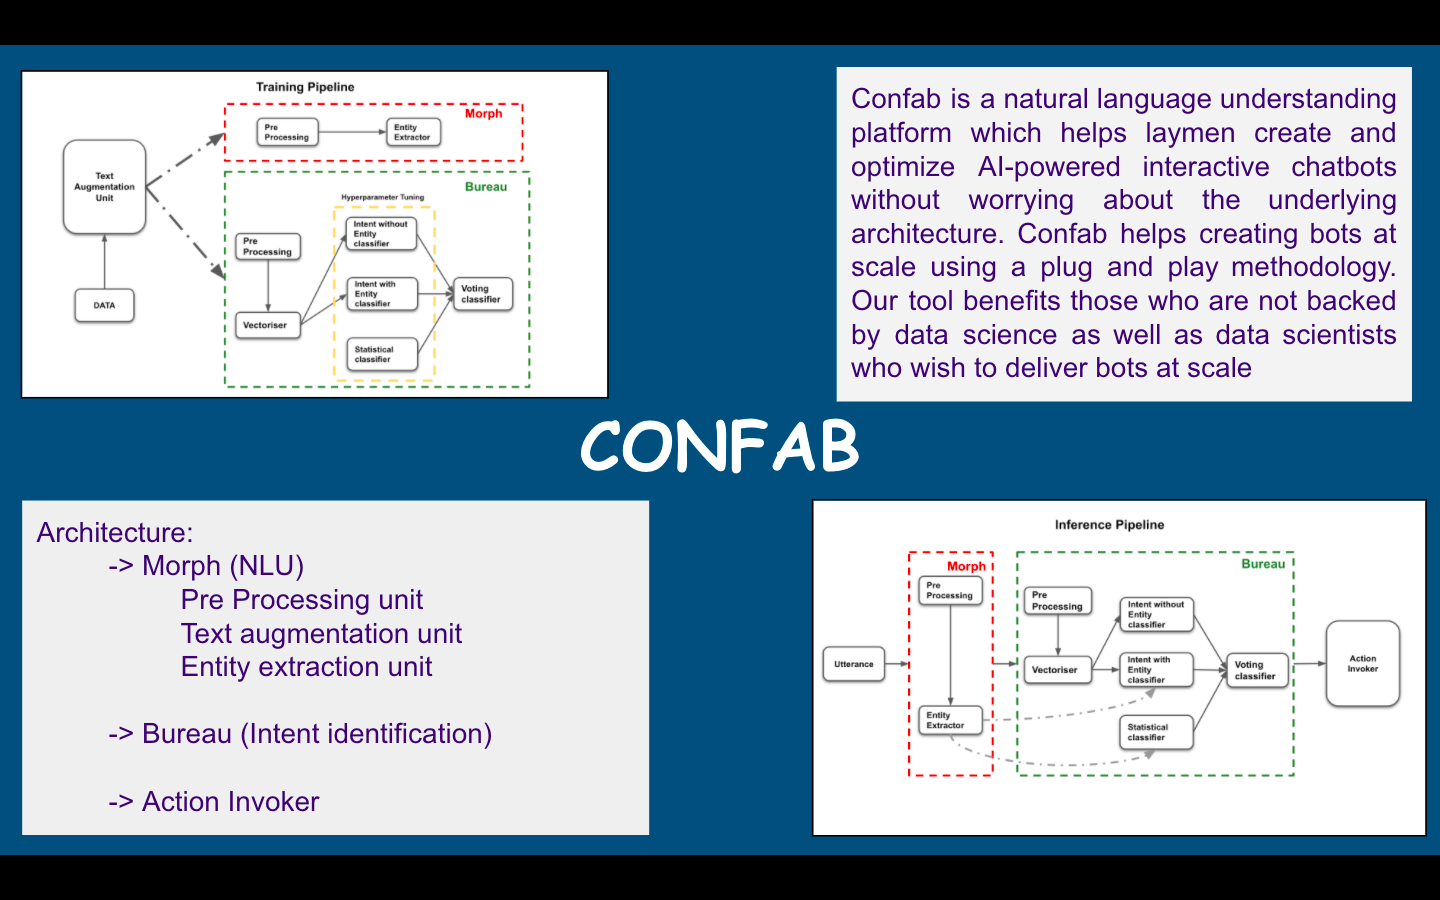 Training Pipeline
Morph
Pre
Processing
Entity
Extractor
Text
Augmentation
Unit
DATA
Bureau
Hyperparameter Tuning
Pre
Processing
Vectoriser
Intent without
Entity
classifier
Intent with
Entity
classifier
Statistical
classifier
Voting
classifier
Confab is a natural language understanding
platform which helps laymen create and
optimize AI-powered interactive chatbots
without worrying about the underlying
architecture. Confab helps creating bots at
scale using a plug and play methodology.
Our tool benefits those who are not backed
by data science as well as data scientists
who wish to deliver bots at scale
CONFAB
Architecture:
-> Morph (NLU)
Pre Processing unit
Text augmentation unit
Entity extraction unit
-> Bureau (Intent identification)
-> Action Invoker
Inference Pipeline
Utterance
Morph
Pre
Processing
Entity
Extractor
Bureau
Pre
Processing
Vectoriser
Intent without
Entity
classifier
Intent with
Entity
classifier
Statistical
classifier
Voting
classifier
Action
Invoker